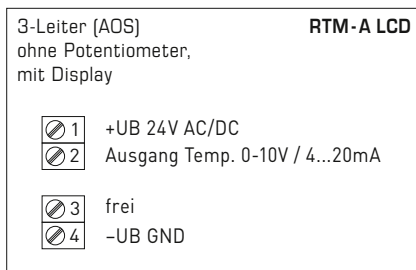 3-Leiter (AOS) RTM-A LCD
ohne Potentiometer,
mit Display
1 +UB 24V AC/DC
2 Ausgang Temp. 0-10V / 4...20mA
3 frei
4 –UB GND